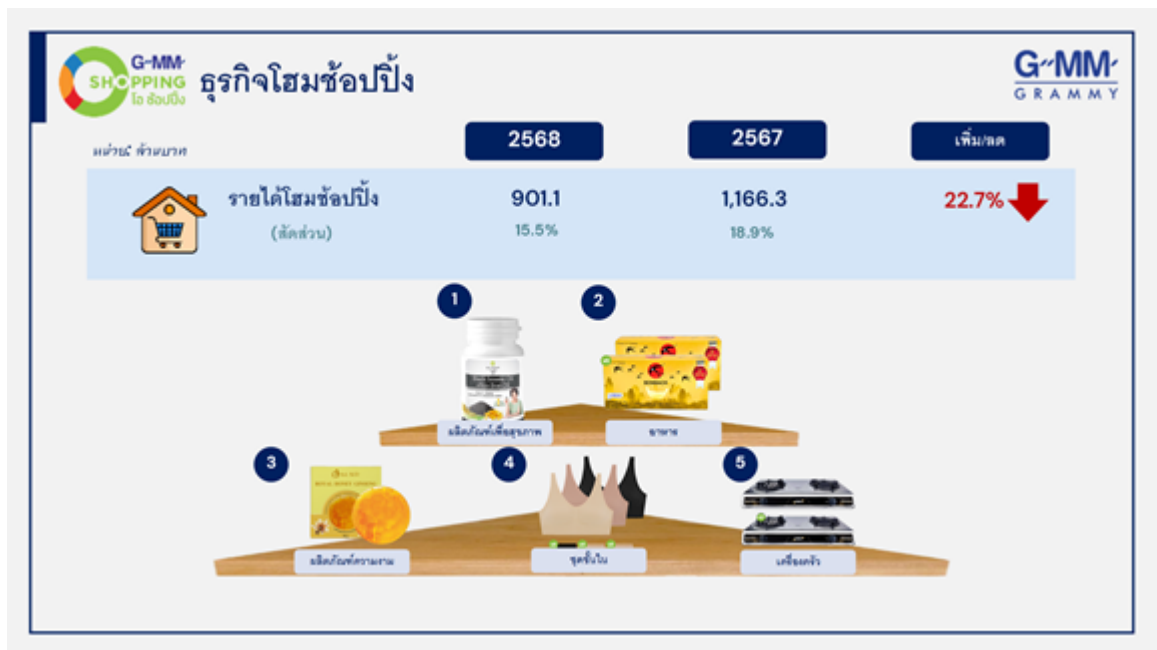 G-MM-
SHOPPING
โอ ช้อปปิ้ง
ธุรกิจโฮมช้อปปิ้ง
G-MM-
GRAMMY
หน่วย: ล้านบาท
2568
2567
เพิ่ม/ลด
รายได้โฮมช้อปปิ้ง
901.1
1,166.3
22.7%
(สัดส่วน)
15.5%
18.9%
1
2
ผลิตภัณฑ์เพื่อสุขภาพ
อาหาร
3
4
5
ผลิตภัณฑ์ความงาม
ชุดชั้นใน
เครื่องครัว